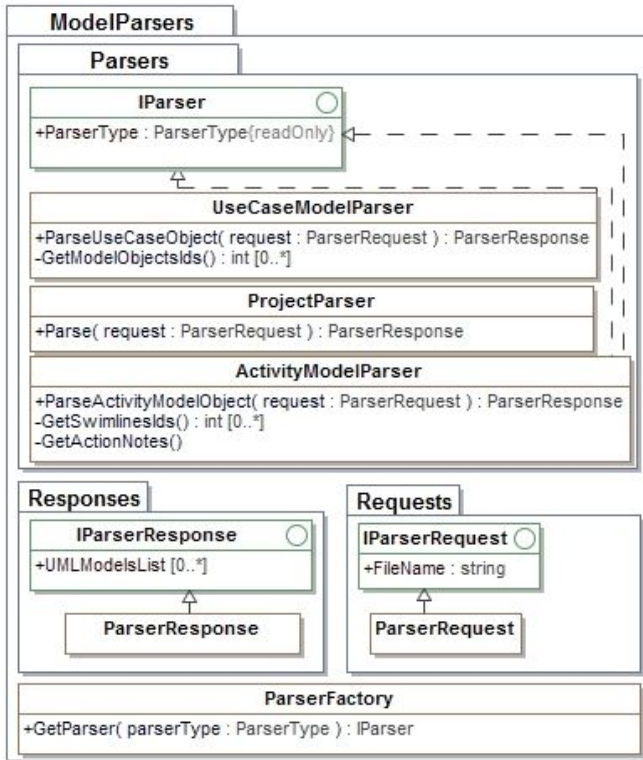 ModelParsers
Parsers
IParser
+ParserType : ParserType{readOnly}
UseCaseModelParser
+ParseUseCaseObject( request : ParserRequest ) : ParserResponse
-GetModelObjectsIds() : int [0..*]
ProjectParser
+Parse( request : ParserRequest ) : ParserResponse
ActivityModelParser
+ParseActivityModelObject( request : ParserRequest ) : ParserResponse
-GetSwimlinesIds() : int [0..*]
-GetActionNotes()
Responses
IParserResponse
+UMLModelsList [0..*]
ParserResponse
Requests
IParserRequest
+FileName : string
ParserRequest
ParserFactory
+GetParser( parserType : ParserType ) : IParser